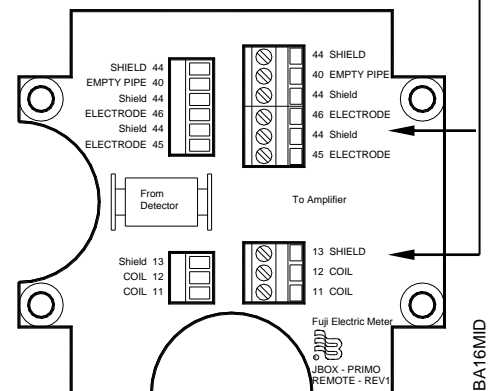 SHIELD 44
EMPTY PIPE 40
Shield 44
ELECTRODE 46
Shield 44
ELECTRODE 45
44 SHIELD
40 EMPTY PIPE
44 Shield
46 ELECTRODE
44 Shield
45 ELECTRODE
From
Detector
To Amplifier
Shield 13
COIL 12
COIL 11
13 SHIELD
12 COIL
11 COIL
Fuji Electric Meter
JBOX - PRIMO
REMOTE - REV1
BA16MID